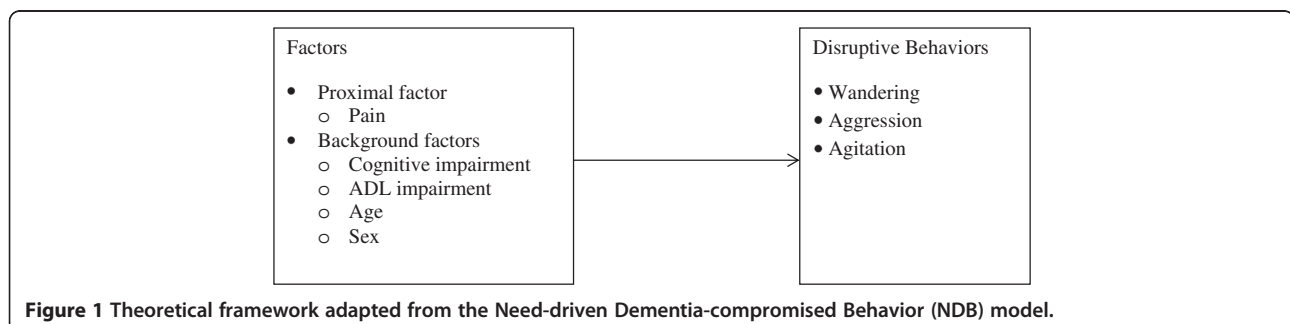 Factors
• Proximal factor
o Pain
• Background factors
o Cognitive impairment
o ADL impairment
o Age
o Sex
Disruptive Behaviors
• Wandering
• Aggression
• Agitation
Figure 1 Theoretical framework adapted from the Need-driven Dementia-compromised Behavior (NDB) model.